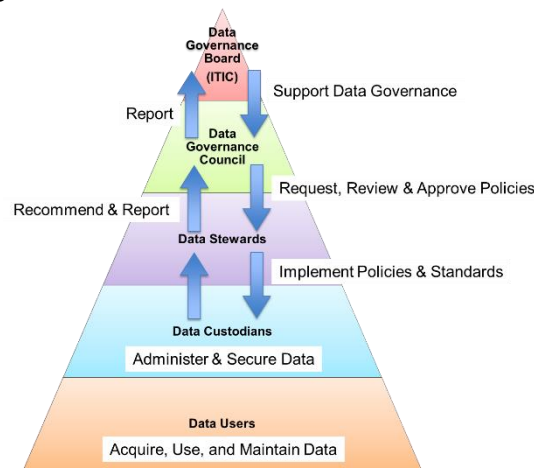 Data
Governance
Board
(ITIC)
Support Data Governance
Report
Data
Governance
Council
Request, Review & Approve Policies
Recommend & Report
Data Stewards
Implement Policies & Standards
Data Custodians
Administer & Secure Data
Data Users
Acquire, Use, and Maintain Data